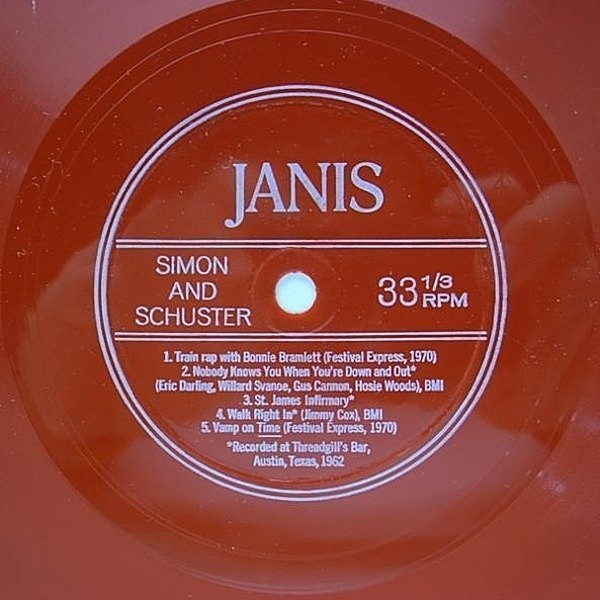 JANIS
SIMON
AND
SCHUSTER
33 1/3
RPM
1. Train rap with Bonnie Bramlett (Festival Express, 1970)
2. Nobody Knows You When You're Down and Out*
(Eric Darling, Willard Svanoe, Gus Cannon, Hosie Woods), BMI
3. St. James Infirmary*
4. Walk Right In* (Jimmy Cox), BMI
5. Vamp on Time (Festival Express, 1970)
*Recorded at Threadgill's Bar,
Austin, Texas, 1962